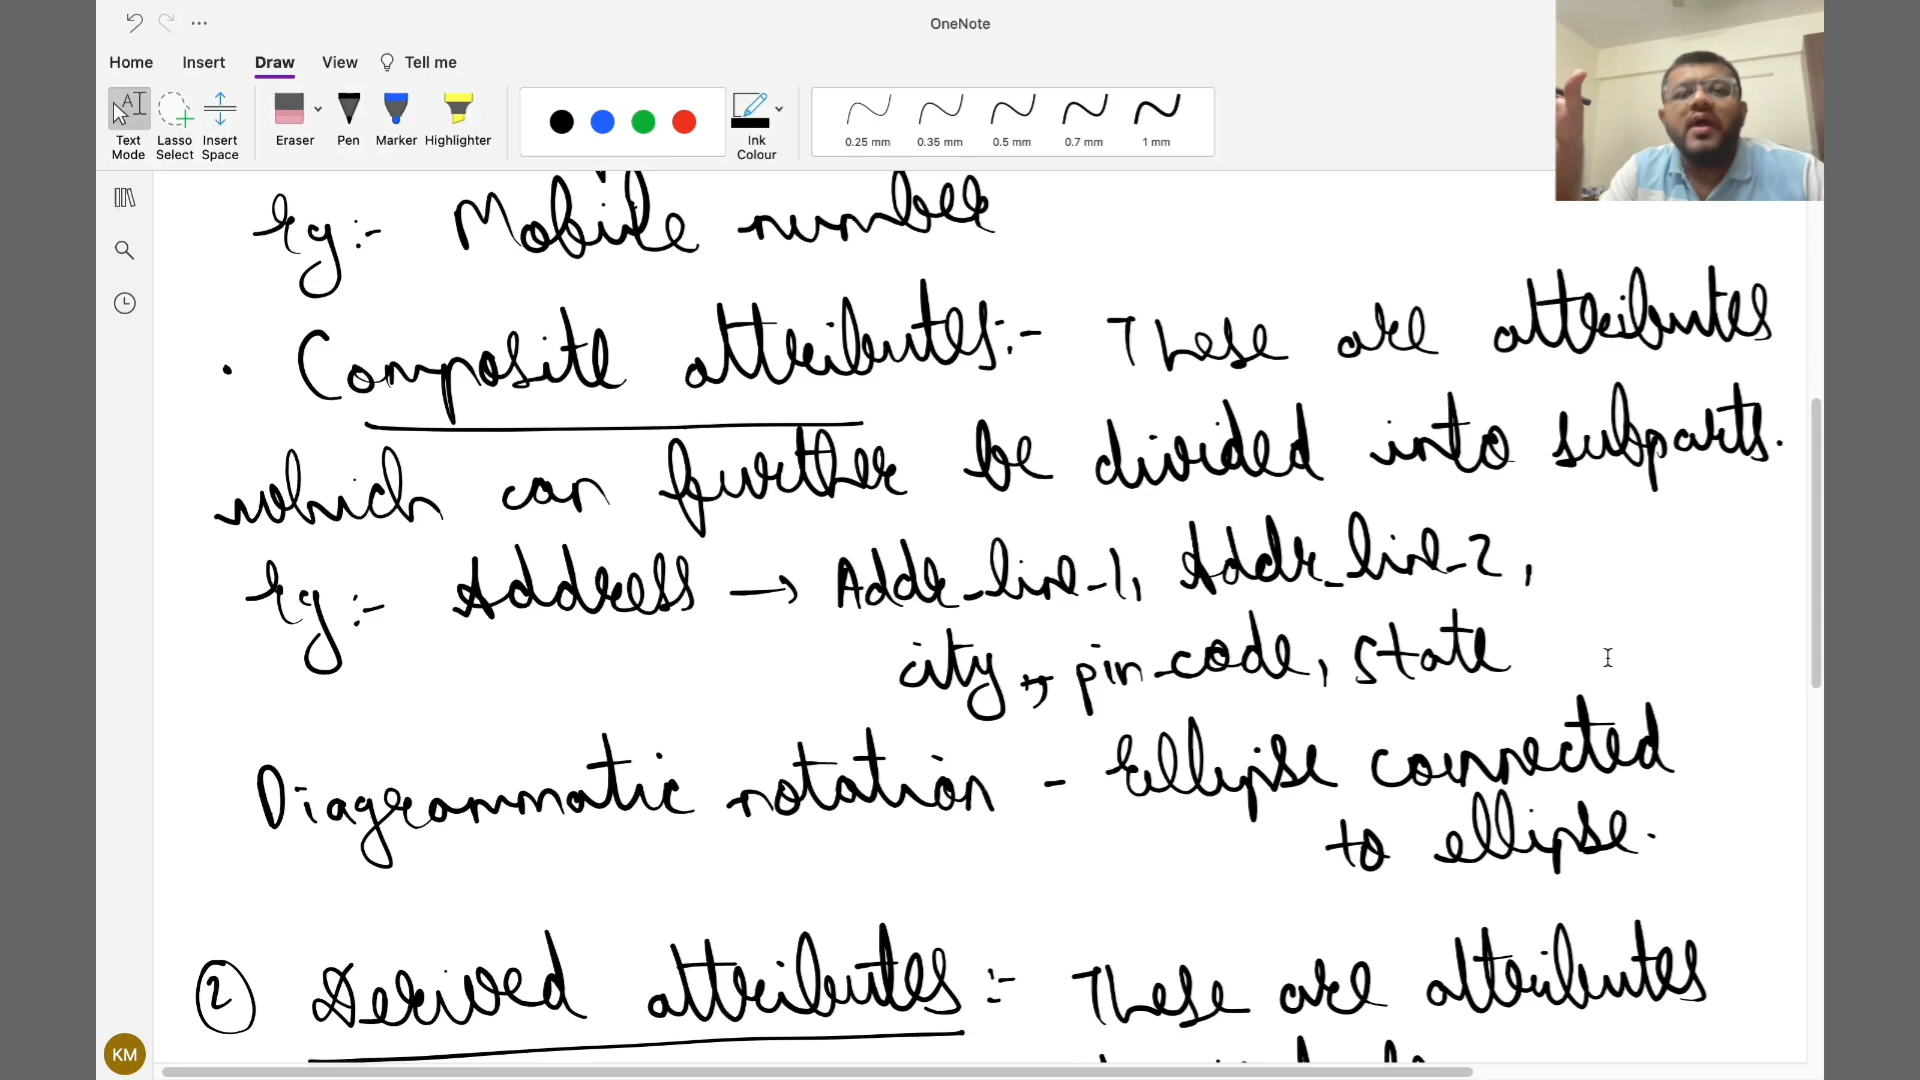 OneNote
Home Insert Draw View Tell me
Text Mode
Lasso Select
Insert Space
Eraser
Pen
Marker
Highlighter
Ink Colour
0.25 mm
0.35 mm
0.5 mm
0.7 mm
1 mm
Eg:- Mobile number
• Composite attributes:- These are attributes
which can further be divided into subparts.
Eg:- Address → Addr_line-1, Addr_line-2,
city, pin-code, state
Diagrammatic notation - Ellipse connected
to ellipse.
② Derived attributes:- These are attributes
KM